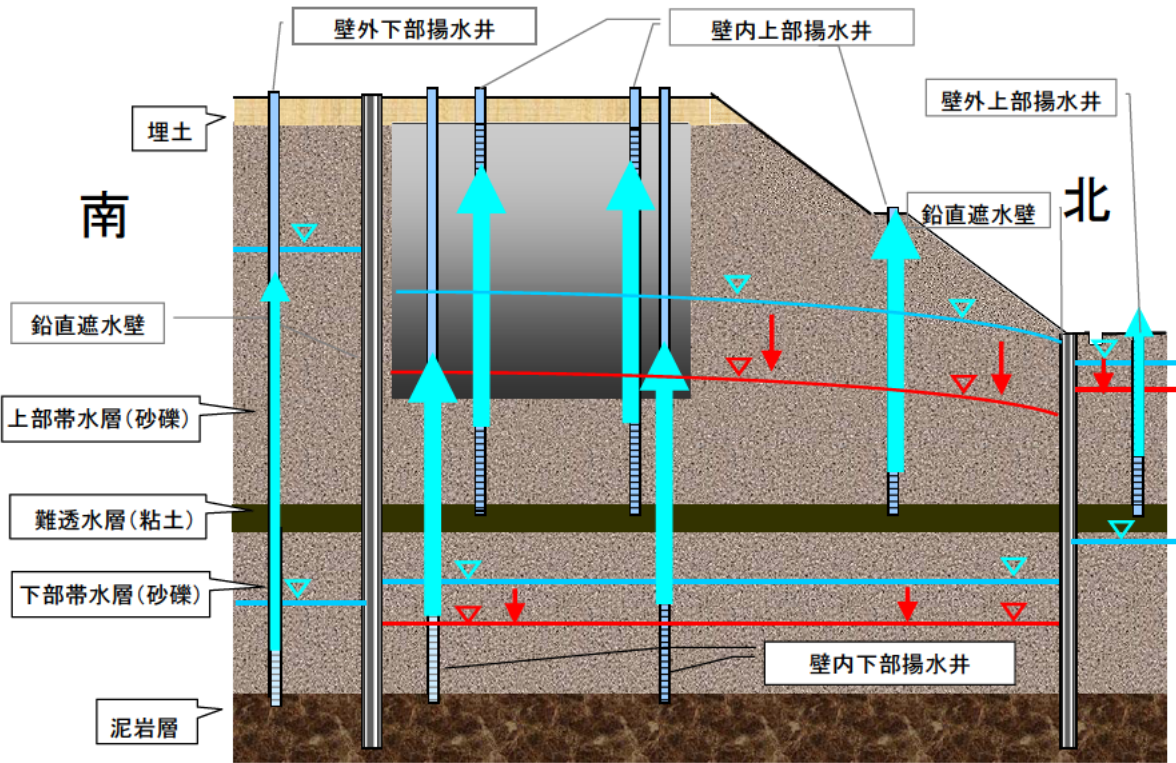 壁外下部揚水井
壁内上部揚水井
壁外上部揚水井
埋土
南
鉛直遮水壁
北
鉛直遮水壁
上部帯水層(砂礫)
難透水層(粘土)
下部帯水層(砂礫)
壁内下部揚水井
泥岩層